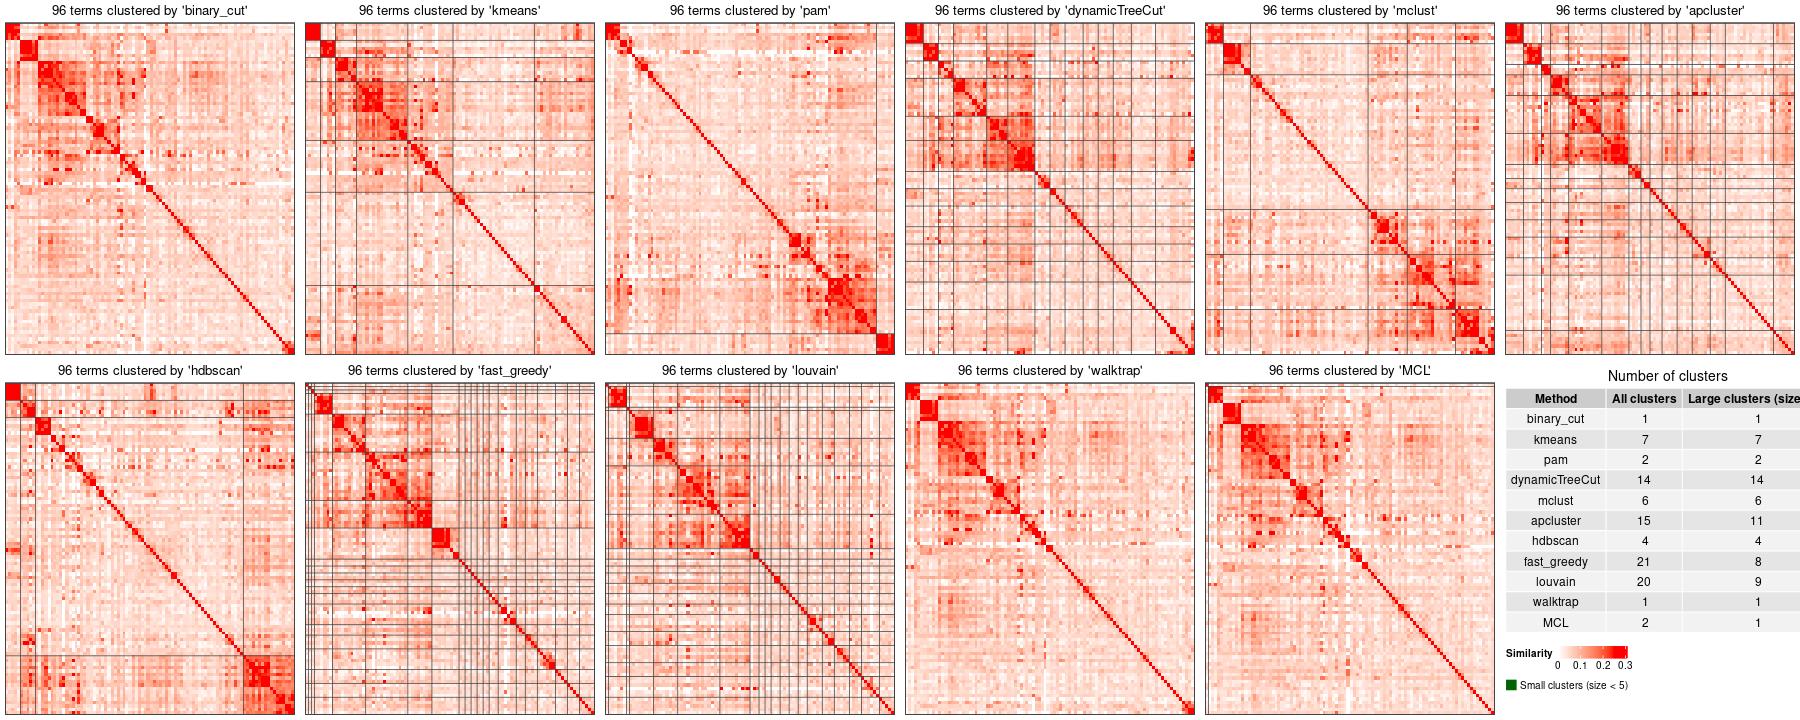 96 terms clustered by 'binary_cut'
96 terms clustered by 'kmeans'
96 terms clustered by 'pam'
96 terms clustered by 'dynamicTreeCut'
96 terms clustered by 'mclust'
96 terms clustered by 'apcluster'
96 terms clustered by 'hdbscan'
96 terms clustered by 'fast_greedy'
96 terms clustered by 'louvain'
96 terms clustered by 'walktrap'
96 terms clustered by 'MCL'
Number of clusters
Method All clusters Large clusters (size
binary_cut 1 1
kmeans 7 7
pam 2 2
dynamicTreeCut 14 14
mclust 6 6
apcluster 15 11
hdbscan 4 4
fast_greedy 21 8
louvain 20 9
walktrap 1 1
MCL 2 1
Similarity
0 0.1 0.2 0.3
Small clusters (size < 5)